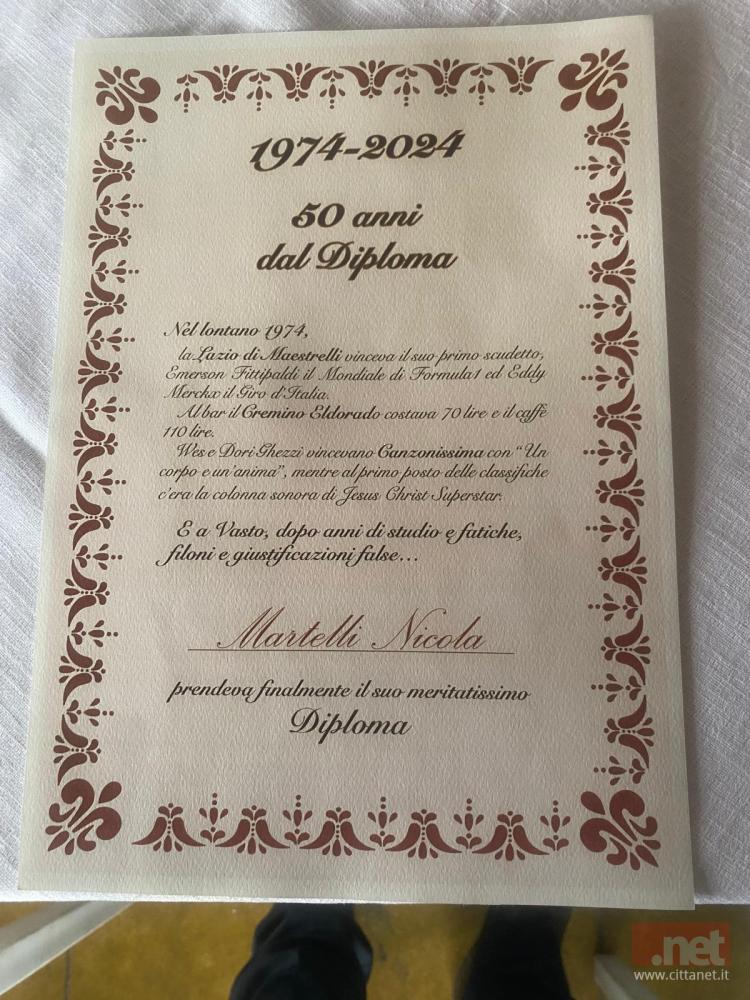 1974-2024
50 anni
dal Diploma
Nel lontano 1974,
la Lazio di Maestrelli vinceva il suo primo scudetto,
Emerson Fittipaldi il Mondiale di Formula1 ed Eddy
Merckx il Giro d'Italia.
Al bar il Cremino Eldorado costava 70 lire e il caffè
110 lire.
Wes e Dori Ghezzi vincevano Canzonissima con "Un
corpo e un'anima", mentre al primo posto delle classifiche
c'era la colonna sonora di Jesus Christ Superstar.
E a Vasto, dopo anni di studio e fatiche,
filoni e giustificazioni false...
Martelli Nicola
prendeva finalmente il suo meritatissimo
Diploma
.net
www.cittanet.it